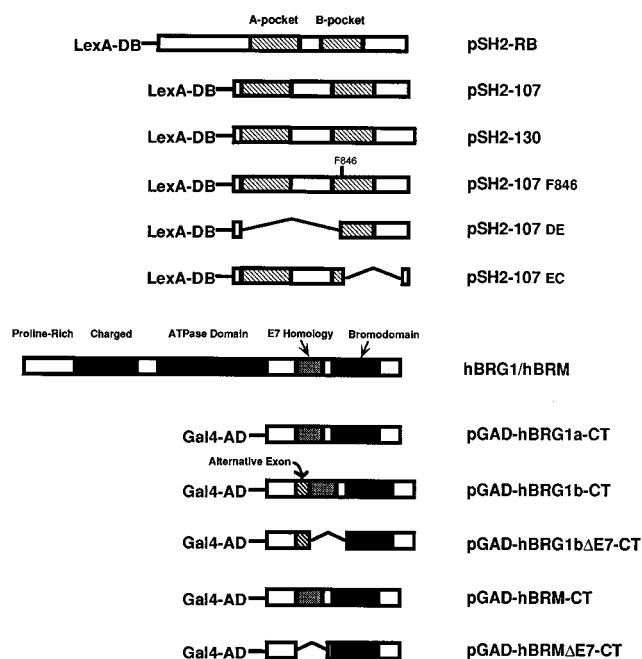 A-pocket B-pocket
LexA-DB pSH2-RB
LexA-DB pSH2-107
LexA-DB pSH2-130
F846
LexA-DB pSH2-107 F846
LexA-DB pSH2-107 DE
LexA-DB pSH2-107 EC
Proline-Rich Charged ATPase Domain E7 Homology Bromodomain
hBRG1/hBRM
Gal4-AD pGAD-hBRG1a-CT
Alternative Exon
Gal4-AD pGAD-hBRG1b-CT
Gal4-AD pGAD-hBRG1bΔE7-CT
Gal4-AD pGAD-hBRM-CT
Gal4-AD pGAD-hBRMΔE7-CT